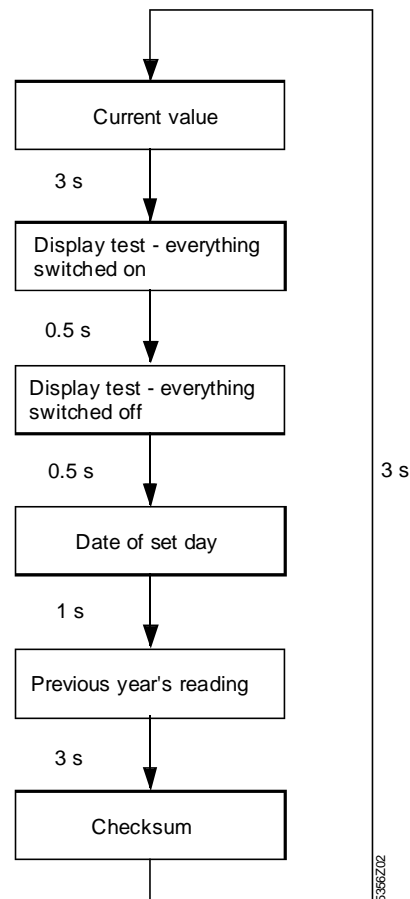 Current value
3 s
Display test - everything
switched on
0.5 s
Display test - everything
switched off
0.5 s
3 s
Date of set day
1 s
Previous year's reading
3 s
Checksum
5356Z02